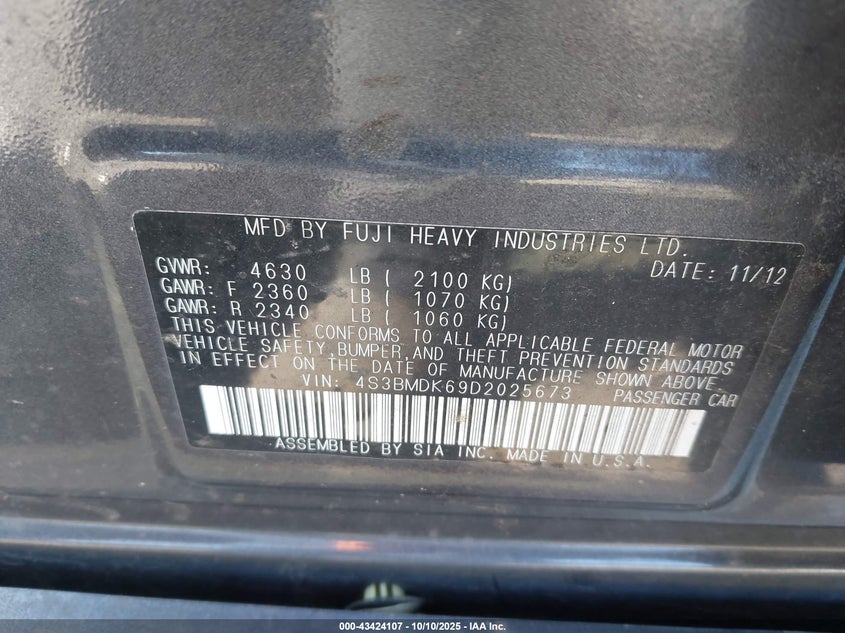 MFD BY FUJI HEAVY INDUSTRIES LTD.
GVWR: 4630 LB ( 2100 KG) DATE: 11/12
GAWR: F 2360 LB ( 1070 KG)
GAWR: R 2340 LB ( 1060 KG)
THIS VEHICLE CONFORMS TO ALL APPLICABLE FEDERAL MOTOR
VEHICLE SAFETY, BUMPER, AND THEFT PREVENTION STANDARDS
IN EFFECT ON THE DATE OF MANUFACTURE SHOWN ABOVE.
VIN: 4S3BMDK69D2025673 PASSENGER CAR
ASSEMBLED BY SIA INC. MADE IN U.S.A.
000-43424107 - 10/10/2025 - IAA Inc.